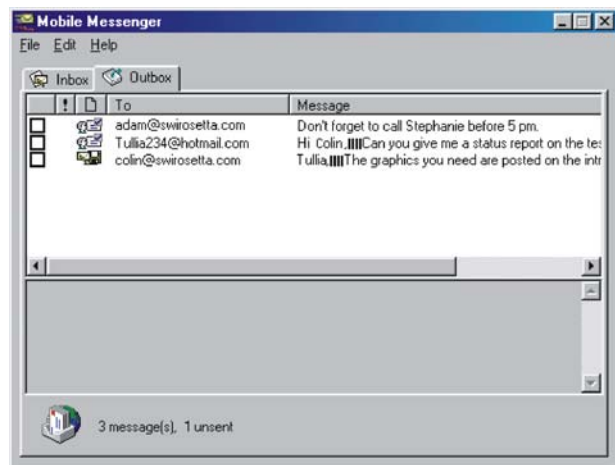 Mobile Messenger
File Edit Help
Inbox Outbox
! To Message
adam@swirosetta.com Don't forget to call Stephanie before 5 pm.
Tullia234@hotmail.com Hi Colin,||||Can you give me a status report on the tes
colin@swirosetta.com Tullia,||||The graphics you need are posted on the intr
3 message(s), 1 unsent